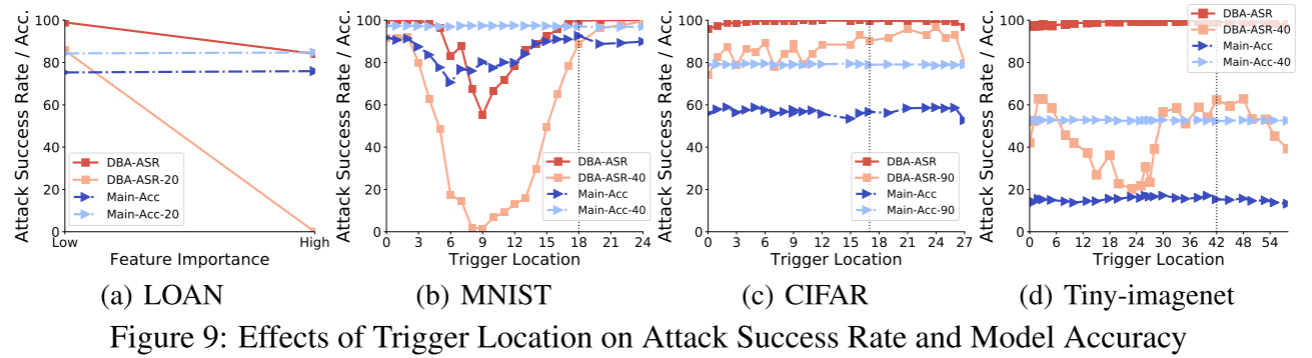 Attack Success Rate / Acc.
100
80
60
40
20
0
Low
High
Feature Importance
DBA-ASR
DBA-ASR-20
Main-Acc
Main-Acc-20
(a) LOAN
Attack Success Rate / Acc.
100
80
60
40
20
0
0 3 6 9 12 15 18 21 24
Trigger Location
DBA-ASR
DBA-ASR-40
Main-Acc
Main-Acc-40
(b) MNIST
Attack Success Rate / Acc.
100
80
60
40
20
0
0 3 6 9 12 15 18 21 24 27
Trigger Location
DBA-ASR
DBA-ASR-90
Main-Acc
Main-Acc-90
(c) CIFAR
Attack Success Rate / Acc.
100
80
60
40
20
0
0 6 12 18 24 30 36 42 48 54
Trigger Location
DBA-ASR
DBA-ASR-40
Main-Acc
Main-Acc-40
(d) Tiny-imagenet
Figure 9: Effects of Trigger Location on Attack Success Rate and Model Accuracy